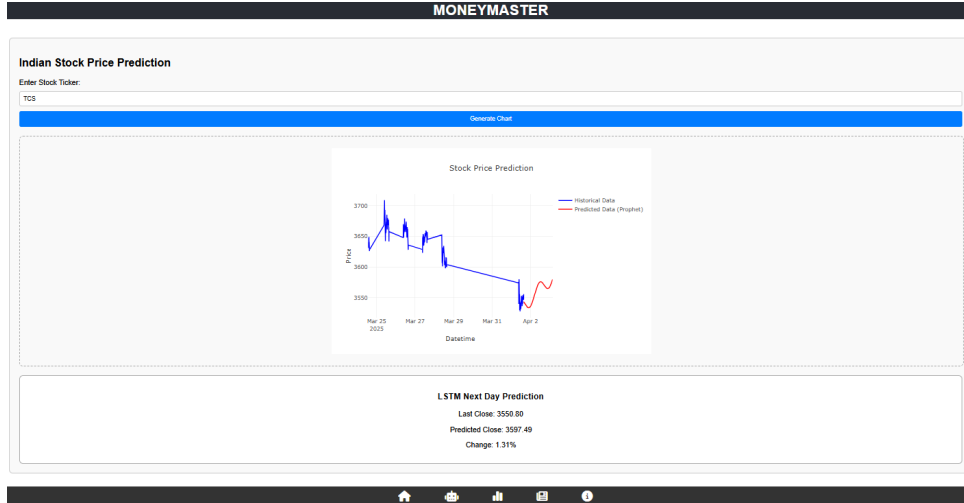 MONEYMASTER
Indian Stock Price Prediction
Enter Stock Ticker:
TCS
Generate Chart
Stock Price Prediction
Historical Data
Predicted Data (Prophet)
3700
3650
3600
3550
Price
Mar 25
2025
Mar 27
Mar 29
Mar 31
Apr 2
Datetime
LSTM Next Day Prediction
Last Close: 3550.80
Predicted Close: 3597.49
Change: 1.31%